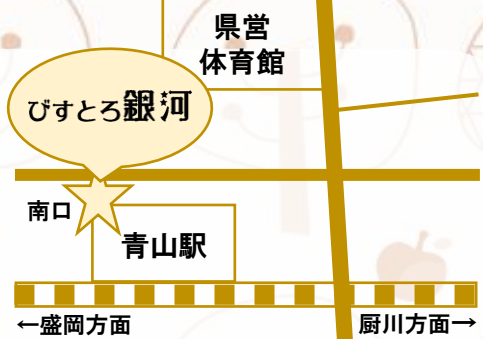 県営
体育館
びすとろ銀河
南口
青山駅
←盛岡方面
厨川方面→